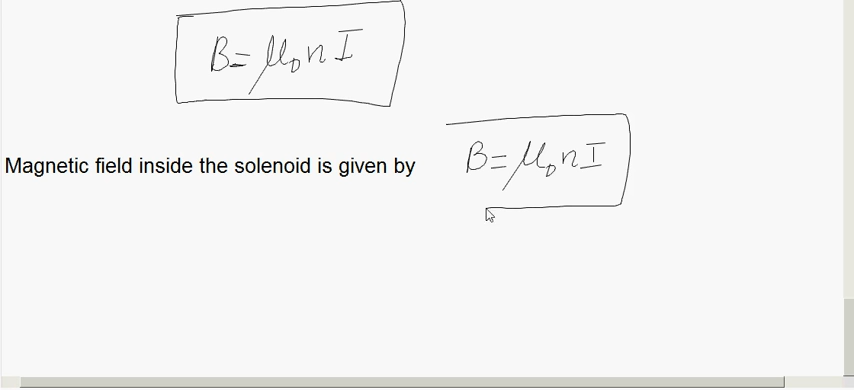 B=μ₀nI
Magnetic field inside the solenoid is given by B=μ₀nI